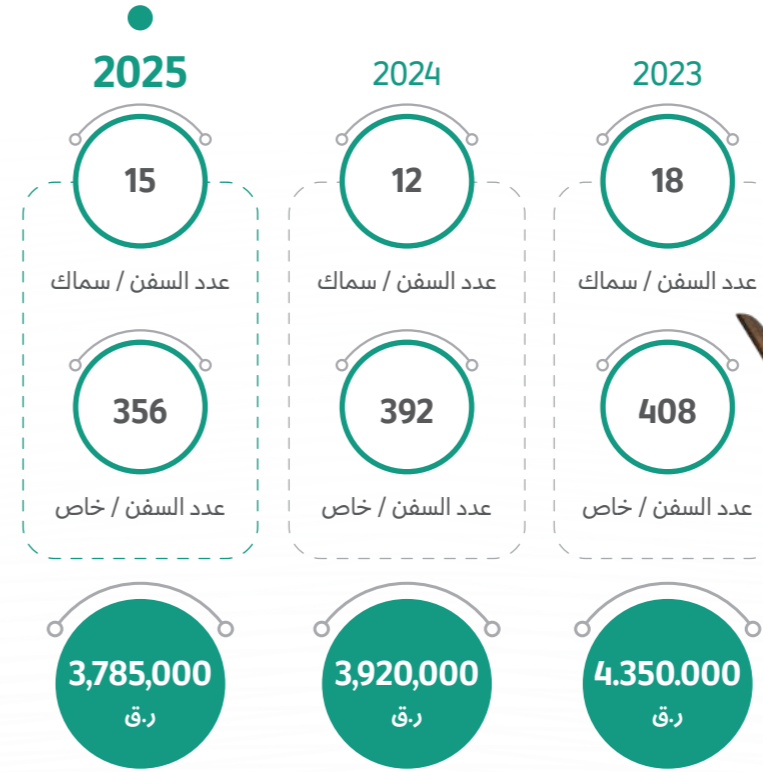 2023
18
عدد السفن / سماك
408
عدد السفن / خاص
4.350.000
ر.ق
2024
12
عدد السفن / سماك
392
عدد السفن / خاص
3,920,000
ر.ق
2025
15
عدد السفن / سماك
356
عدد السفن / خاص
3,785,000
ر.ق